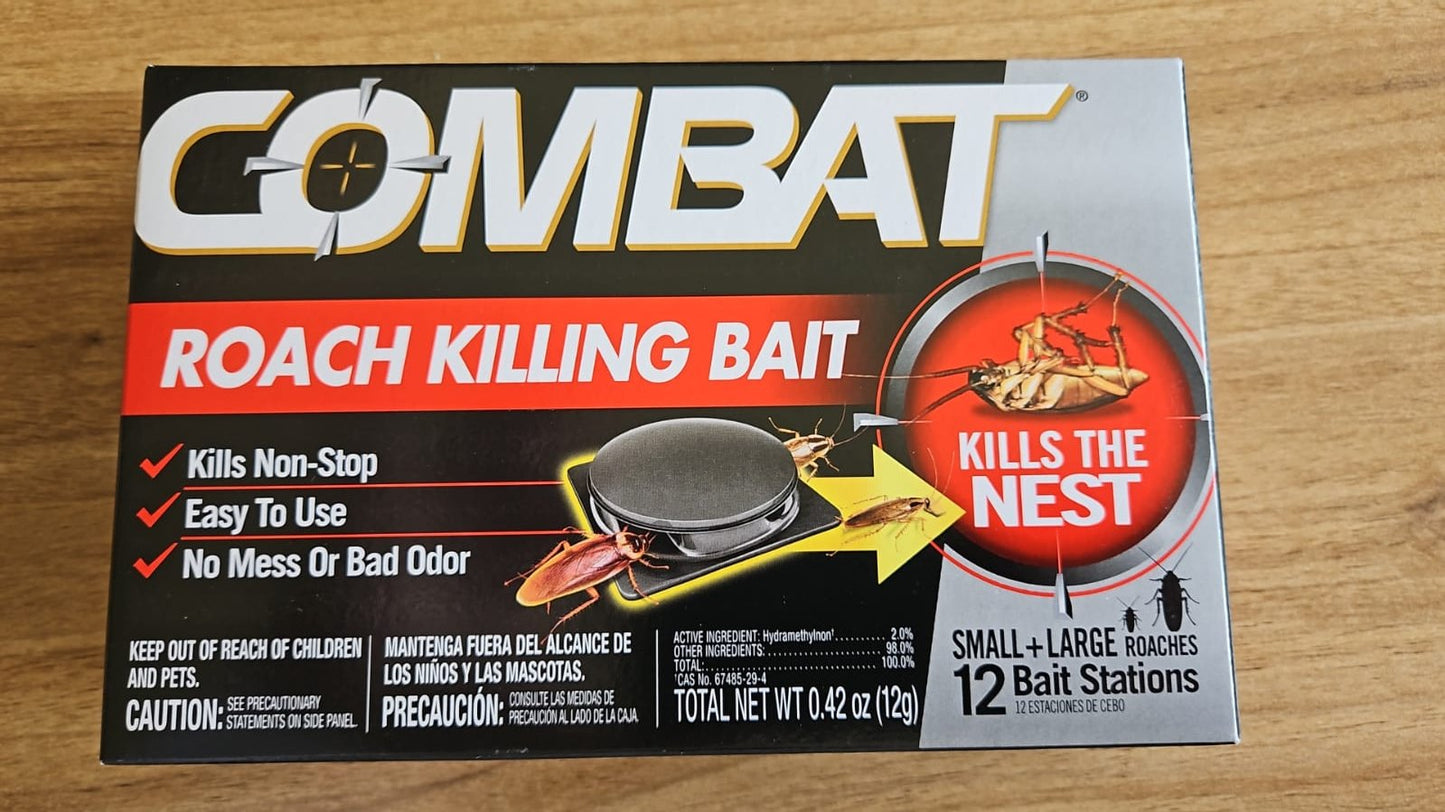 COMBAT®
ROACH KILLING BAIT
Kills Non-Stop
Easy To Use
No Mess Or Bad Odor
KILLS THE
NEST
KEEP OUT OF REACH OF CHILDREN
AND PETS.
CAUTION: SEE PRECAUTIONARY
STATEMENTS ON SIDE PANEL.
MANTENGA FUERA DEL ALCANCE DE
LOS NIÑOS Y LAS MASCOTAS.
PRECAUCIÓN: CONSULTE LAS MEDIDAS DE
PRECAUCIÓN AL LADO DE LA CAJA.
ACTIVE INGREDIENT: Hydramethylnon†.......... 2.0%
OTHER INGREDIENTS:........................ 98.0%
TOTAL:.................................... 100.0%
†CAS No. 67485-29-4
TOTAL NET WT 0.42 oz (12g)
SMALL+LARGE ROACHES
12 Bait Stations
12 ESTACIONES DE CEBO